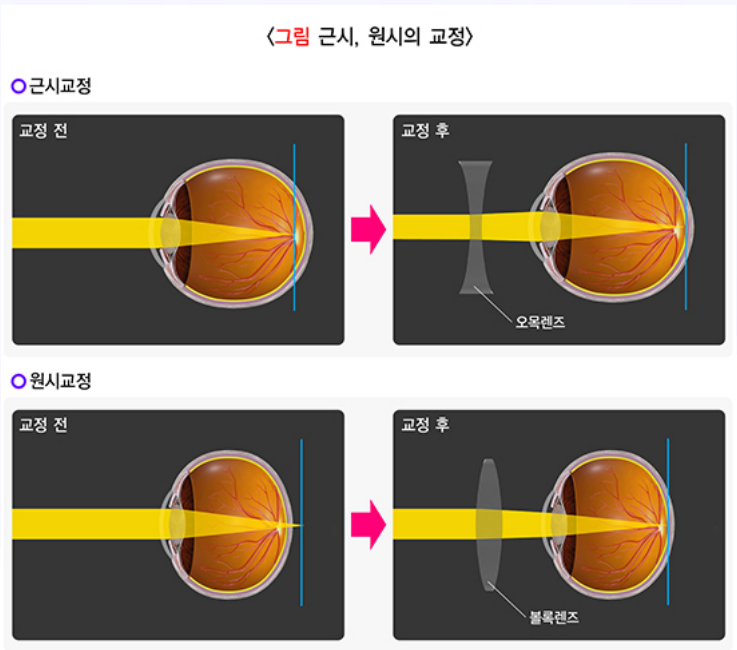 <그림 근시, 원시의 교정>
근시교정
교정 전
교정 후
오목렌즈
원시교정
교정 전
교정 후
볼록렌즈